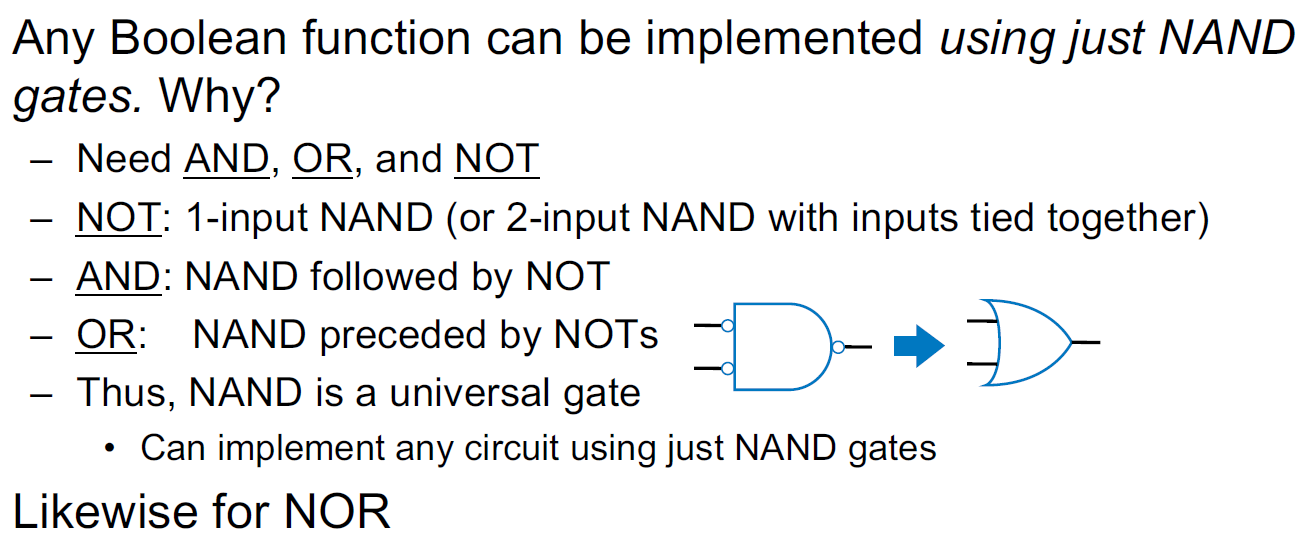 Any Boolean function can be implemented using just NAND
gates. Why?
– Need AND, OR, and NOT
– NOT: 1-input NAND (or 2-input NAND with inputs tied together)
– AND: NAND followed by NOT
– OR: NAND preceded by NOTs
– Thus, NAND is a universal gate
• Can implement any circuit using just NAND gates
Likewise for NOR